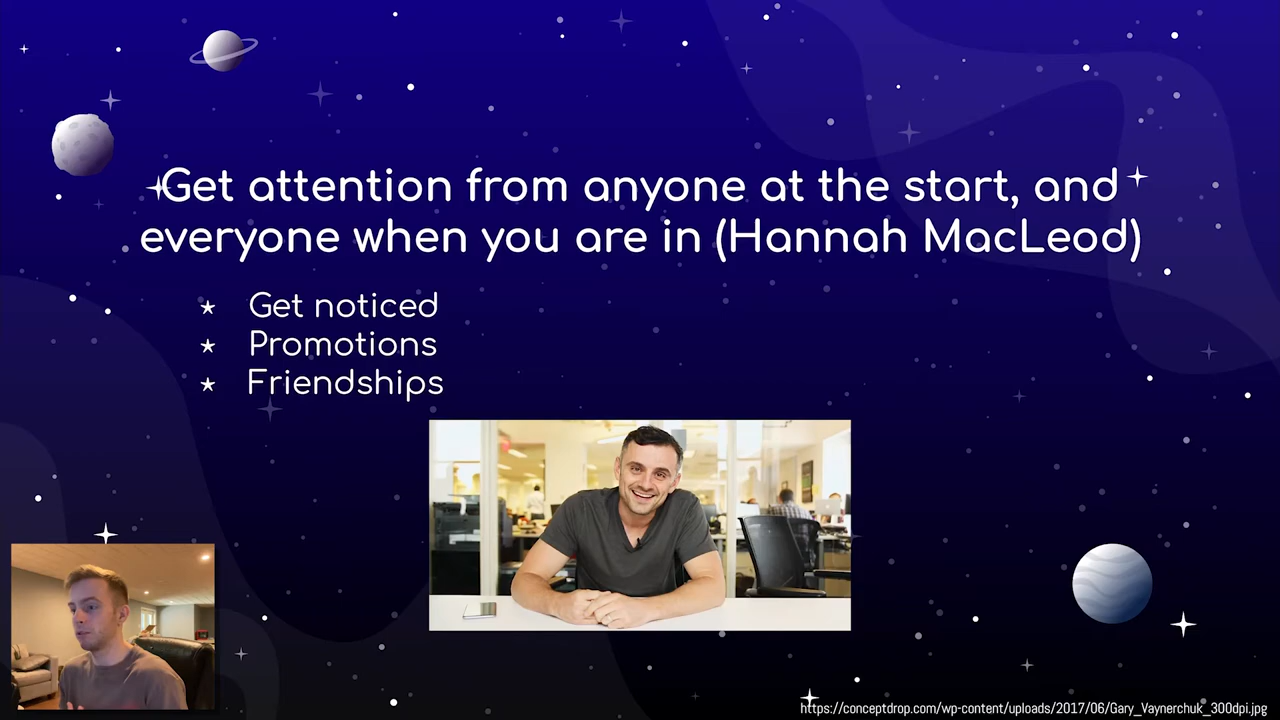 Get attention from anyone at the start, and
everyone when you are in (Hannah MacLeod)
Get noticed
Promotions
Friendships
https://conceptdrop.com/wp-content/uploads/2017/06/Gary_Vaynerchuk_300dpi.jpg